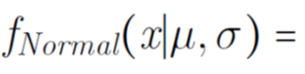 f_{Normal}(x|μ, σ) =